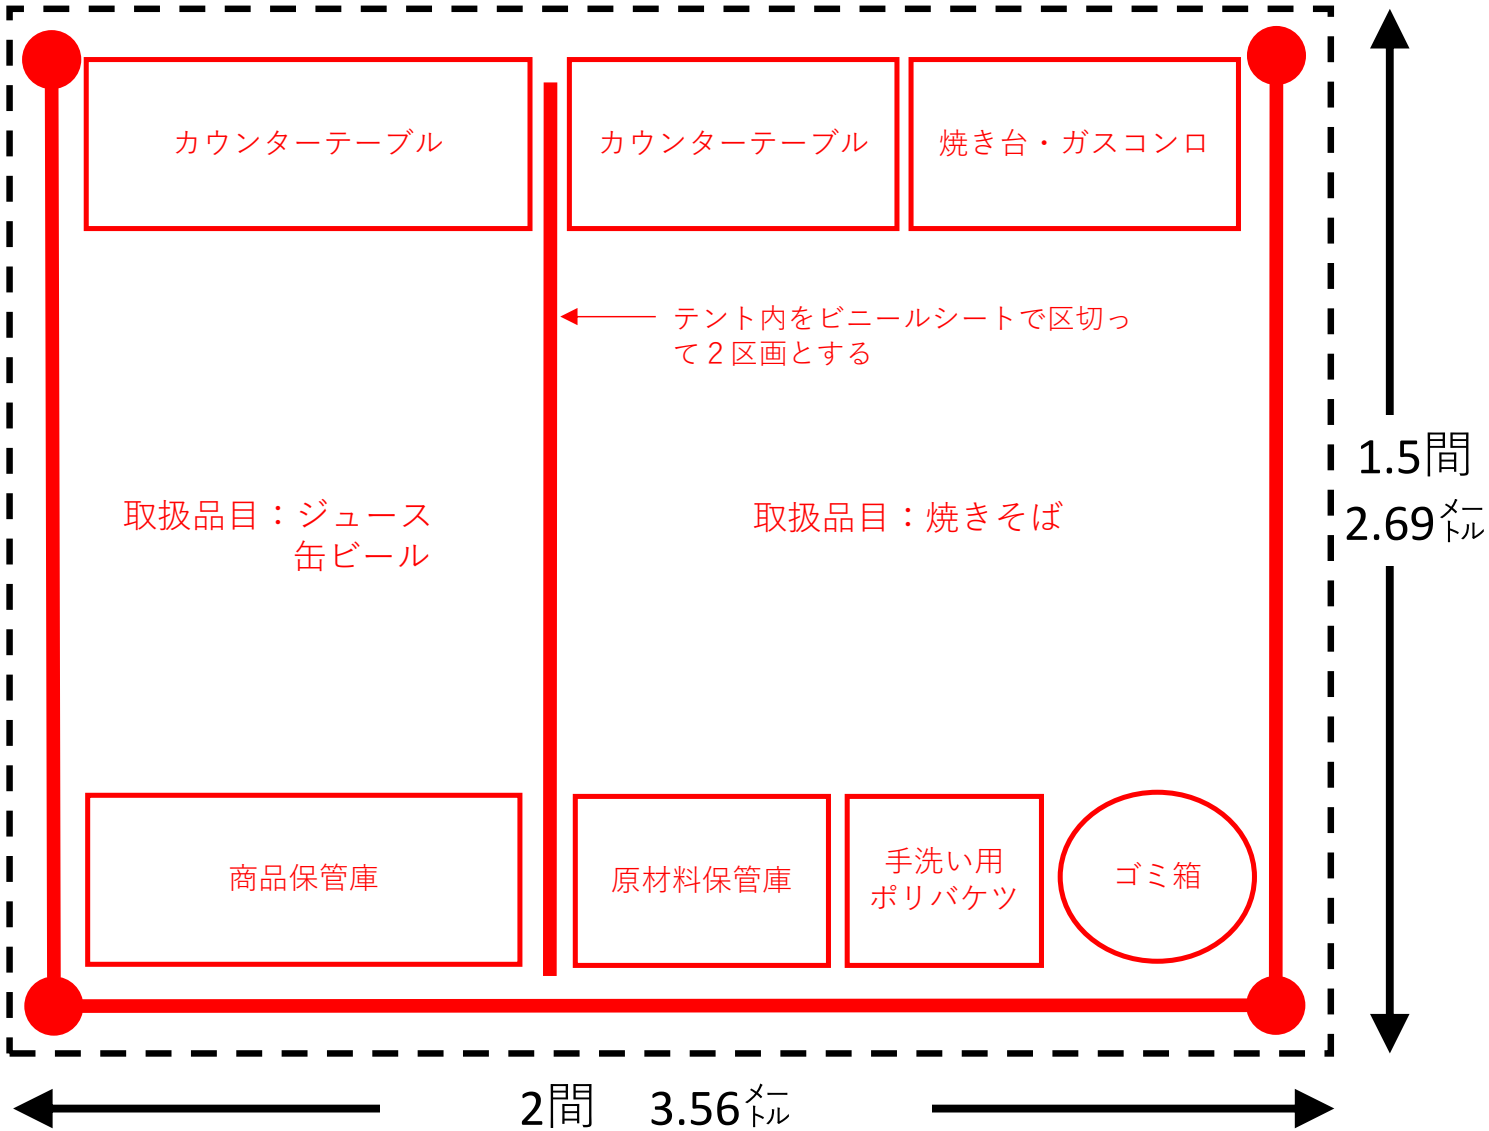 カウンターテーブル
カウンターテーブル
焼き台・ガスコンロ
テント内をビニールシートで区切っ
て２区画とする
取扱品目：ジュース
缶ビール
取扱品目：焼きそば
1.5間
2.69㍍
商品保管庫
原材料保管庫
手洗い用
ポリバケツ
ゴミ箱
2間　3.56㍍